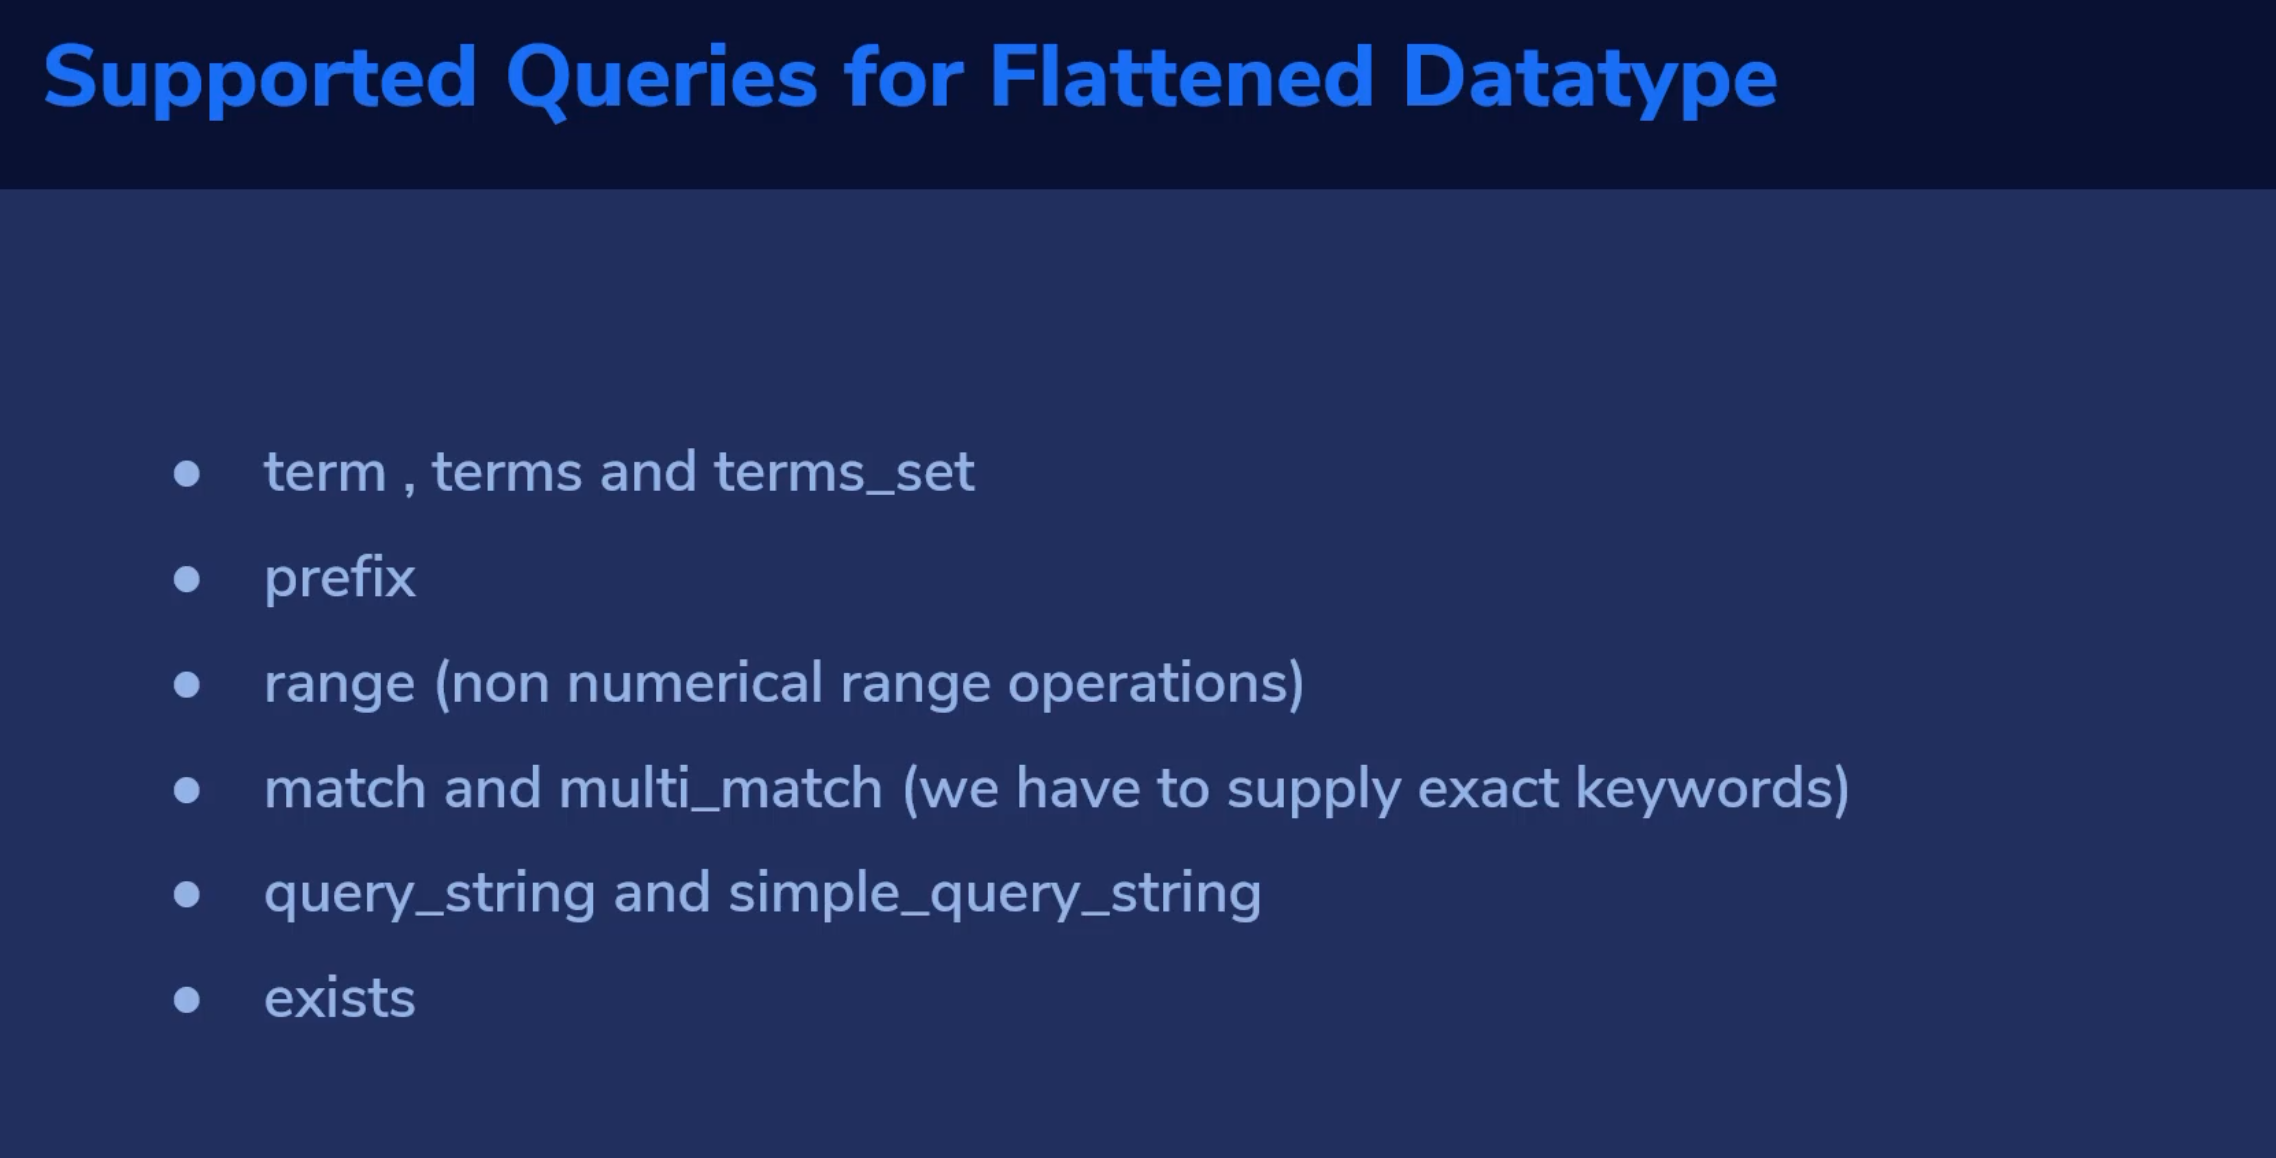 Supported Queries for Flattened Datatype
● term , terms and terms_set
● prefix
● range (non numerical range operations)
● match and multi_match (we have to supply exact keywords)
● query_string and simple_query_string
● exists